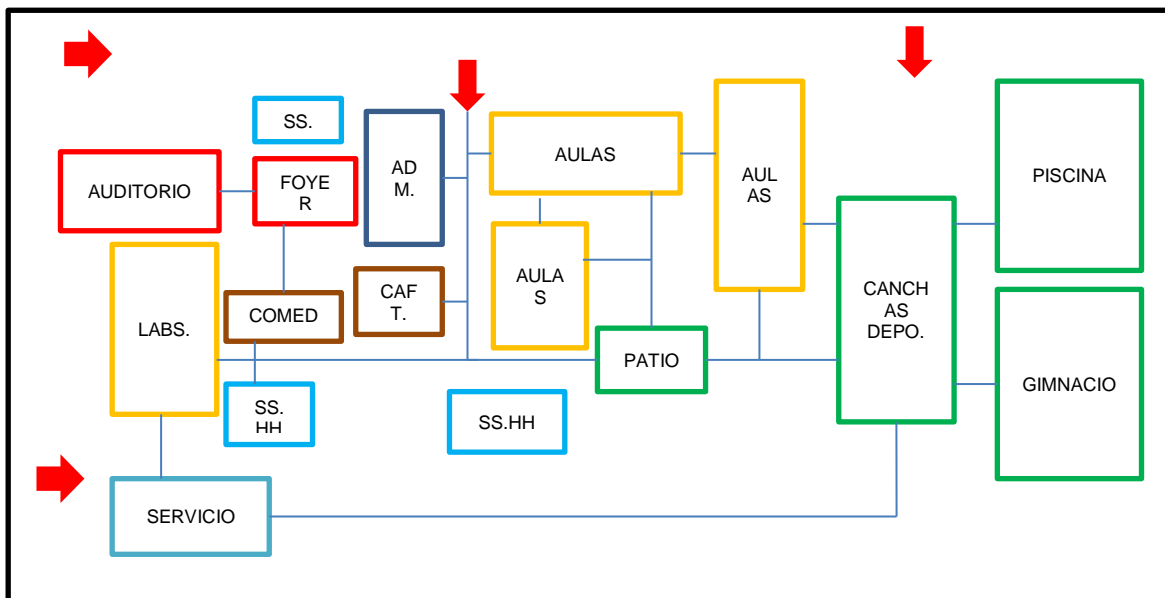 SS.
AUDITORIO
FOYE
R
AD
M.
AULAS
AUL
AS
PISCINA
LABS.
COMED
CAFT
.
AULA
S
CANCH
AS
DEPO.
PATIO
GIMNACIO
SS.
HH
SS.HH
SERVICIO